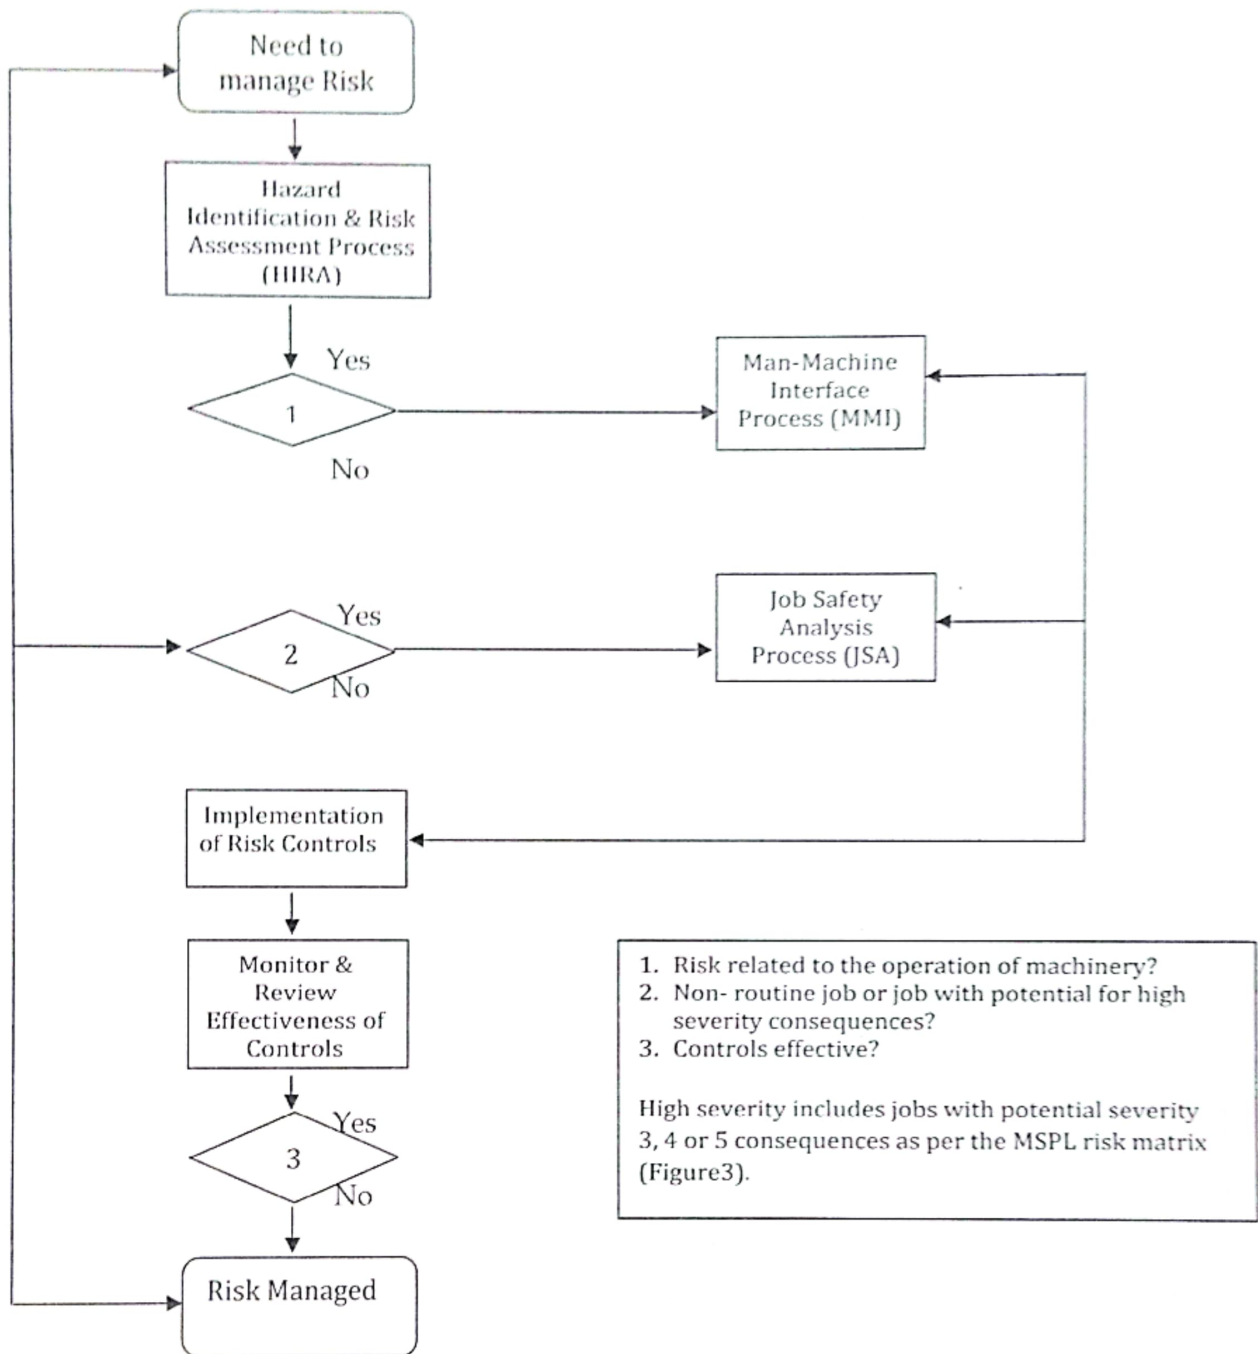 Need to
manage Risk
Hazard
Identification & Risk
Assessment Process
(HIRA)
Yes
1
No
Man-Machine
Interface
Process (MMI)
Yes
2
No
Job Safety
Analysis
Process (JSA)
Implementation
of Risk Controls
Monitor &
Review
Effectiveness of
Controls
Yes
3
No
Risk Managed
1. Risk related to the operation of machinery?
2. Non- routine job or job with potential for high
severity consequences?
3. Controls effective?
High severity includes jobs with potential severity
3, 4 or 5 consequences as per the MSPL risk matrix
(Figure3).